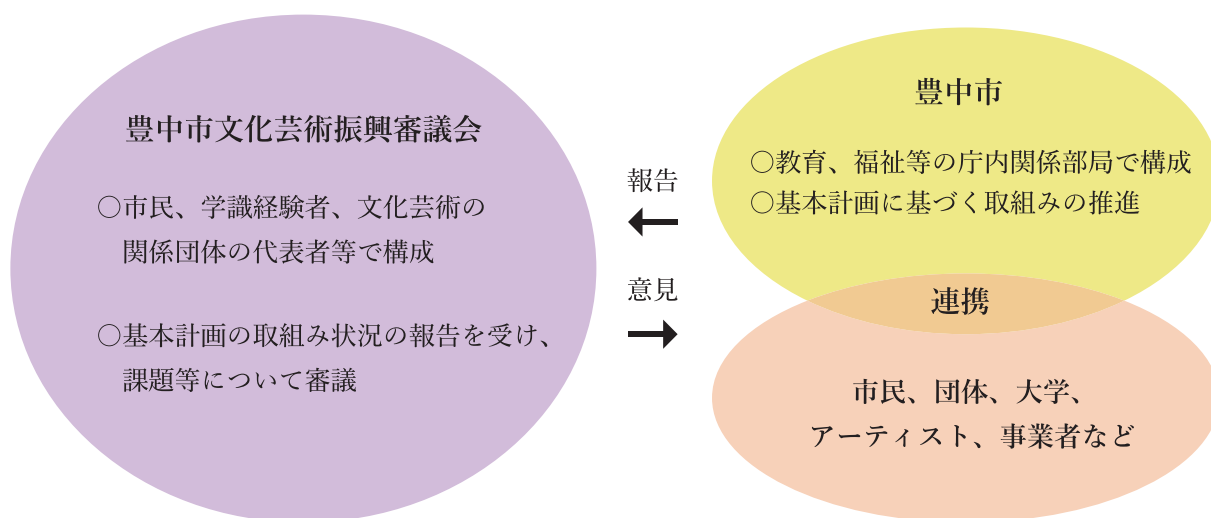 豊中市文化芸術振興審議会
○市民、学識経験者、文化芸術の
関係団体の代表者等で構成
○基本計画の取組み状況の報告を受け、
課題等について審議
報告
意見
豊中市
○教育、福祉等の庁内関係部局で構成
○基本計画に基づく取組みの推進
連携
市民、団体、大学、
アーティスト、事業者など